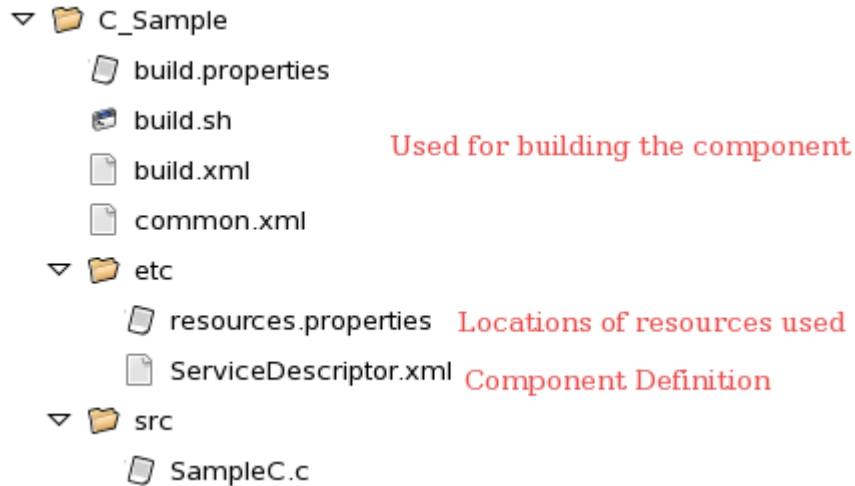 C_Sample
build.properties
build.sh
Used for building the component
build.xml
common.xml
etc
resources.properties Locations of resources used
ServiceDescriptor.xml Component Definition
src
SampleC.c